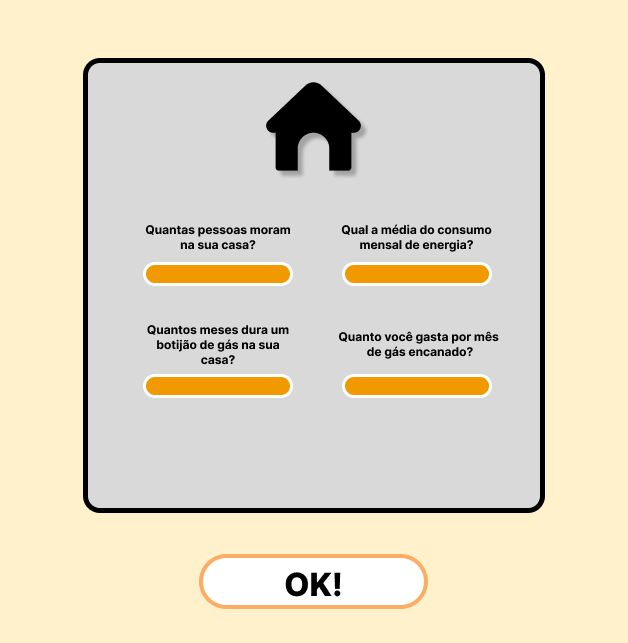 Quantas pessoas moram
na sua casa?
Qual a média do consumo
mensal de energia?
Quantos meses dura um
botijão de gás na sua
casa?
Quanto você gasta por mês
de gás encanado?
OK!